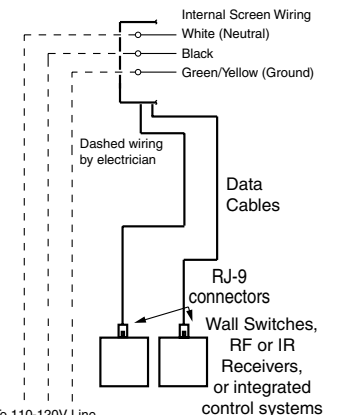 Internal Screen Wiring
White (Neutral)
Black
Green/Yellow (Ground)
Dashed wiring
by electrician
Data
Cables
RJ-9
connectors
Wall Switches,
RF or IR
Receivers,
or integrated
control systems
To 110-120V Line